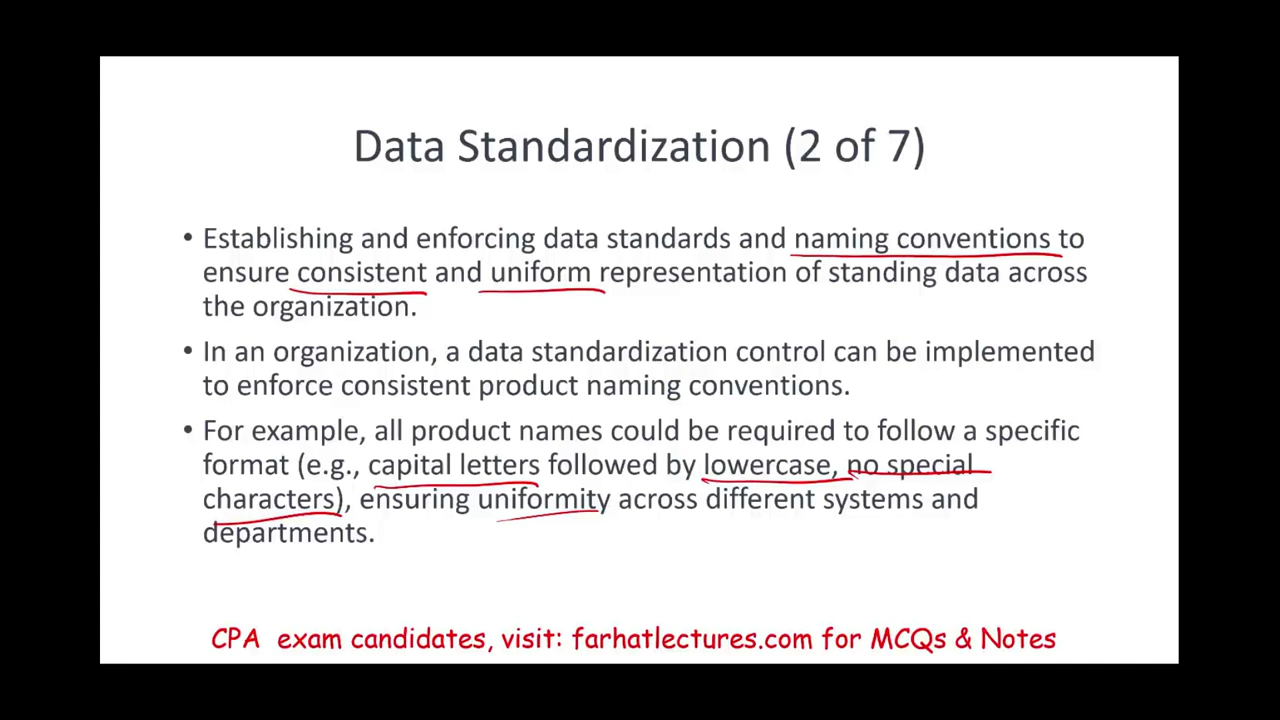 Data Standardization (2 of 7)
• Establishing and enforcing data standards and naming conventions to
ensure consistent and uniform representation of standing data across
the organization.
• In an organization, a data standardization control can be implemented
to enforce consistent product naming conventions.
• For example, all product names could be required to follow a specific
format (e.g., capital letters followed by lowercase, no special
characters), ensuring uniformity across different systems and
departments.
CPA exam candidates, visit: farhatlectures.com for MCQs & Notes